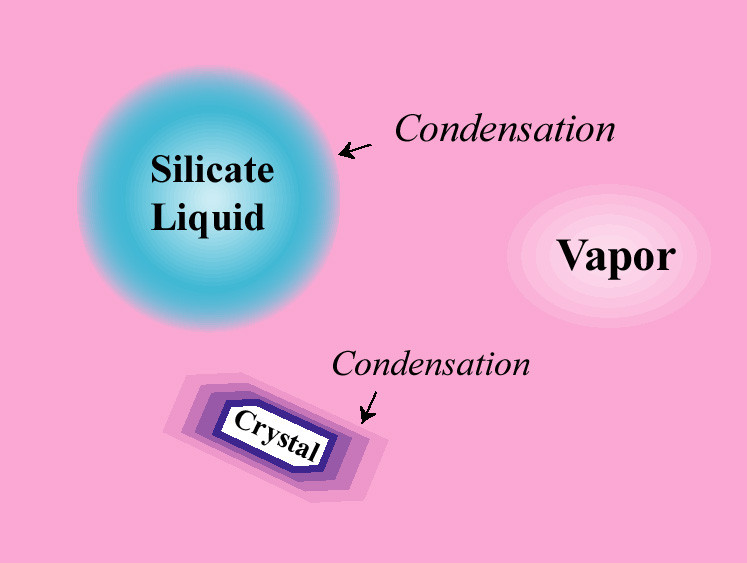 Condensation
Silicate
Liquid
Vapor
Condensation
Crystal